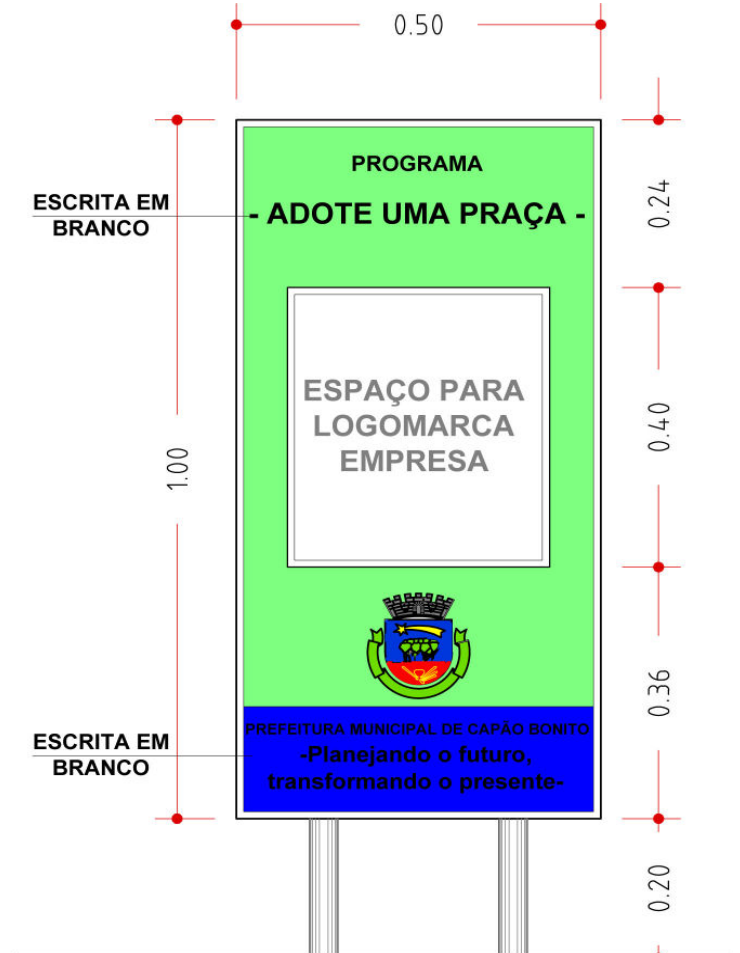 0.50
PROGRAMA
- ADOTE UMA PRAÇA -
ESCRITA EM
BRANCO
0.24
ESPAÇO PARA
LOGOMARCA
EMPRESA
0.40
1.00
0.36
PREFEITURA MUNICIPAL DE CAPÃO BONITO
-Planejando o futuro,
transformando o presente-
ESCRITA EM
BRANCO
0.20